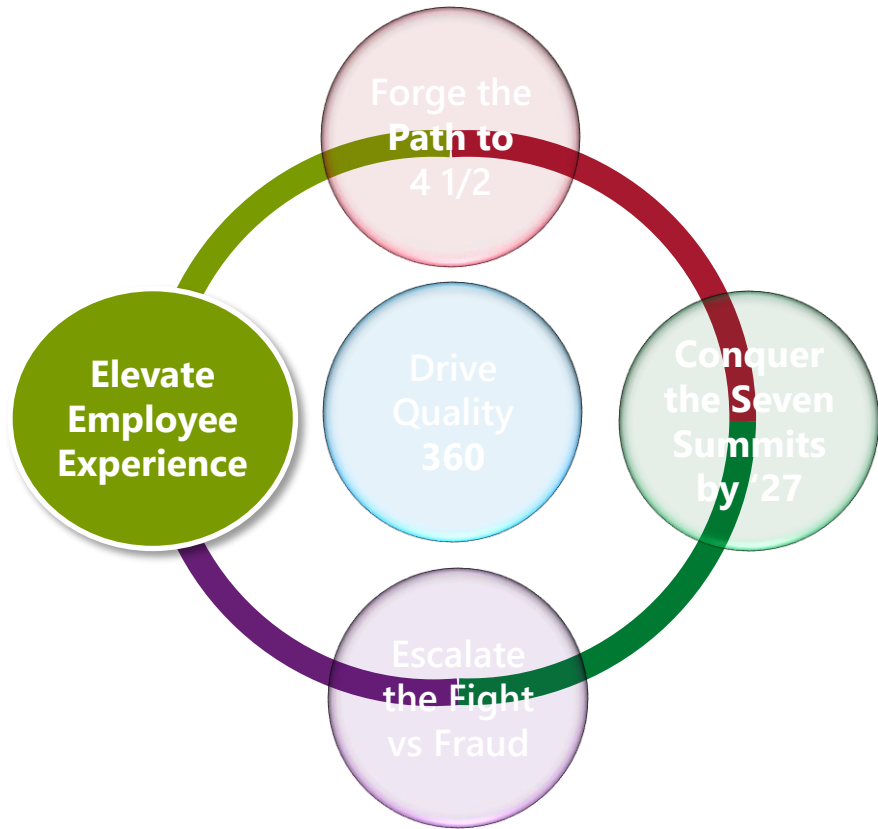 Forge the
Path to
4 1/2
Elevate
Employee
Experience
Drive
Quality
360
Conquer
the Seven
Summits
by ’27
Escalate
the Fight
vs Fraud